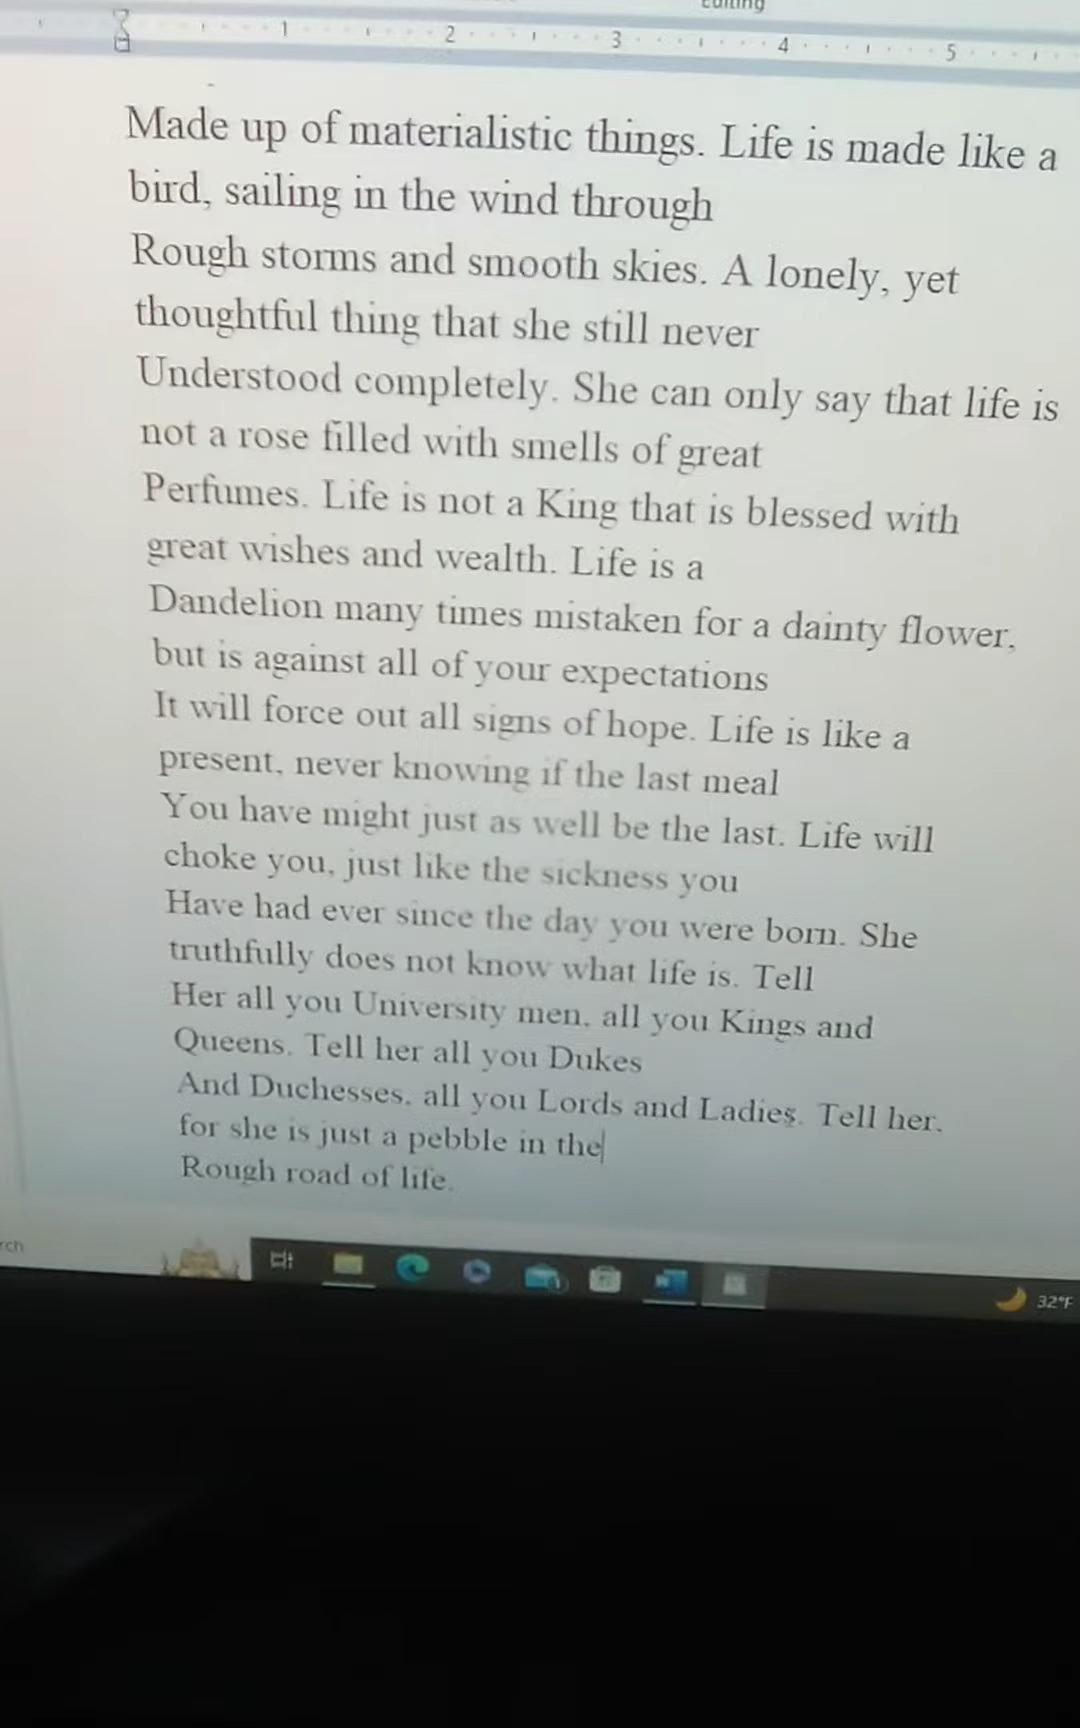 Editing
1 2 3 4 5
Made up of materialistic things. Life is made like a
bird, sailing in the wind through
Rough storms and smooth skies. A lonely, yet
thoughtful thing that she still never
Understood completely. She can only say that life is
not a rose filled with smells of great
Perfumes. Life is not a King that is blessed with
great wishes and wealth. Life is a
Dandelion many times mistaken for a dainty flower,
but is against all of your expectations
It will force out all signs of hope. Life is like a
present, never knowing if the last meal
You have might just as well be the last. Life will
choke you, just like the sickness you
Have had ever since the day you were born. She
truthfully does not know what life is. Tell
Her all you University men, all you Kings and
Queens. Tell her all you Dukes
And Duchesses, all you Lords and Ladies. Tell her,
for she is just a pebble in the
Rough road of life.
rch
32°F